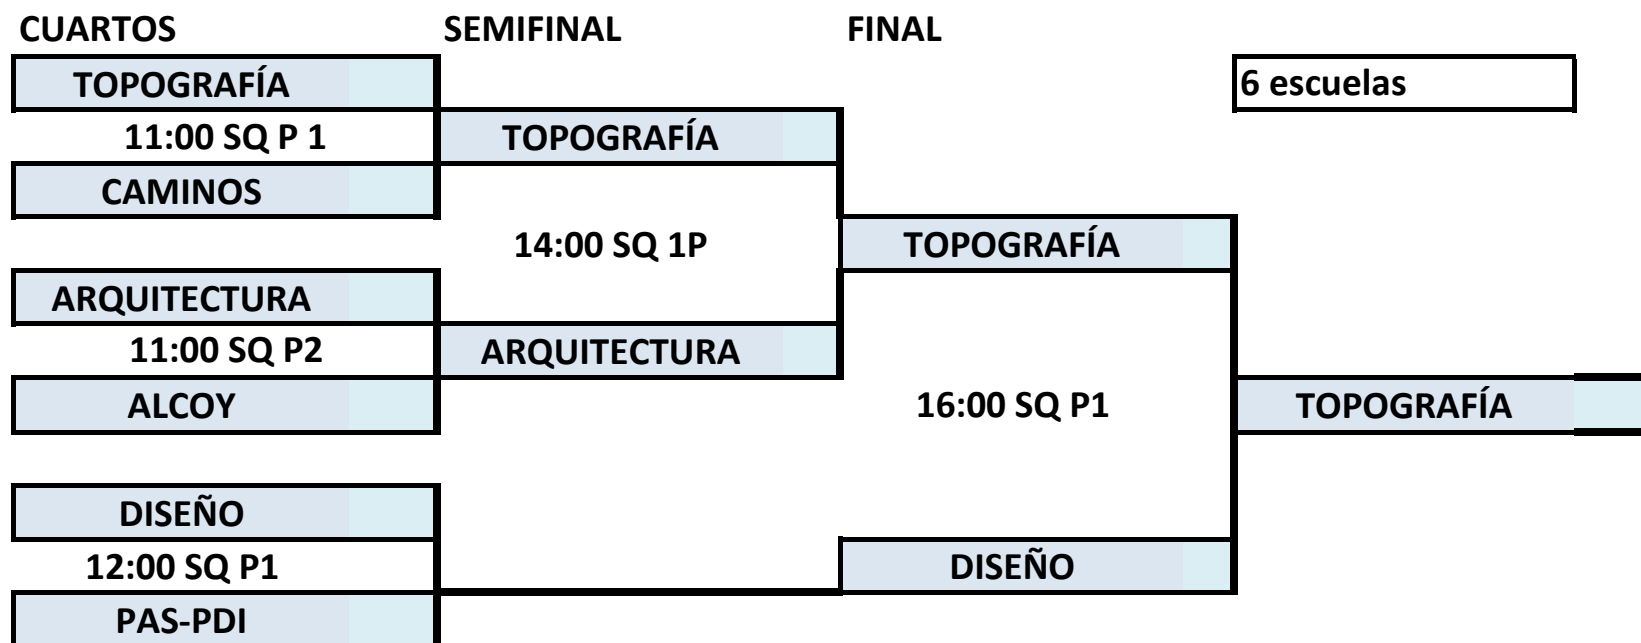 CUARTOS SEMIFINAL FINAL
TOPOGRAFÍA 6 escuelas
11:00 SQ P 1 TOPOGRAFÍA
CAMINOS
14:00 SQ 1P TOPOGRAFÍA
ARQUITECTURA
11:00 SQ P2 ARQUITECTURA
ALCOY 16:00 SQ P1 TOPOGRAFÍA
DISEÑO
12:00 SQ P1 DISEÑO
PAS-PDI